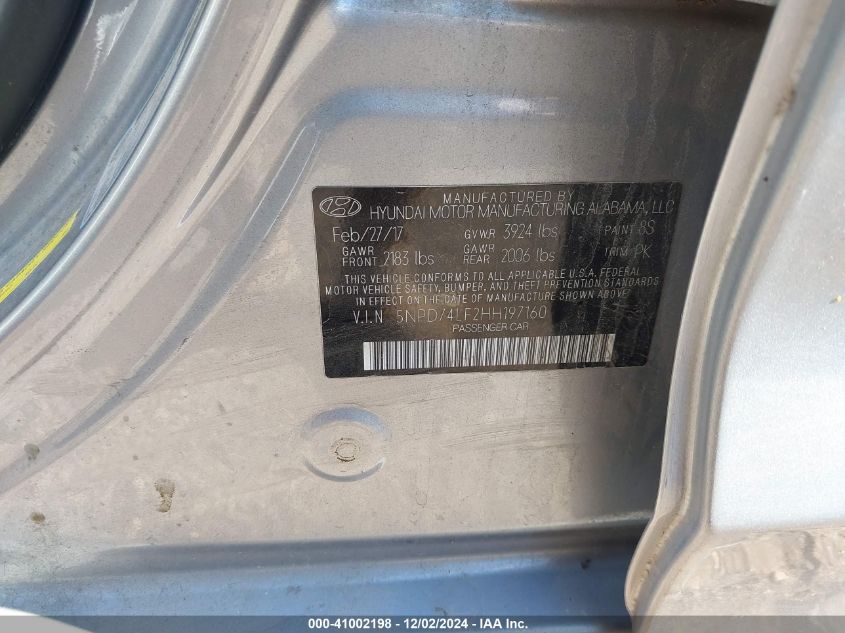 MANUFACTURED BY
HYUNDAI MOTOR MANUFACTURING ALABAMA, LLC
Feb/27/17 GVWR 3924 lbs PAINT 8S
GAWR FRONT 2183 lbs GAWR REAR 2006 lbs TRIM PK
THIS VEHICLE CONFORMS TO ALL APPLICABLE U.S.A. FEDERAL
MOTOR VEHICLE SAFETY, BUMPER, AND THEFT PREVENTION STANDARDS
IN EFFECT ON THE DATE OF MANUFACTURE SHOWN ABOVE.
V.I.N 5NPD74LF2HH197160
PASSENGER CAR
000-41002198 - 12/02/2024 - IAA Inc.